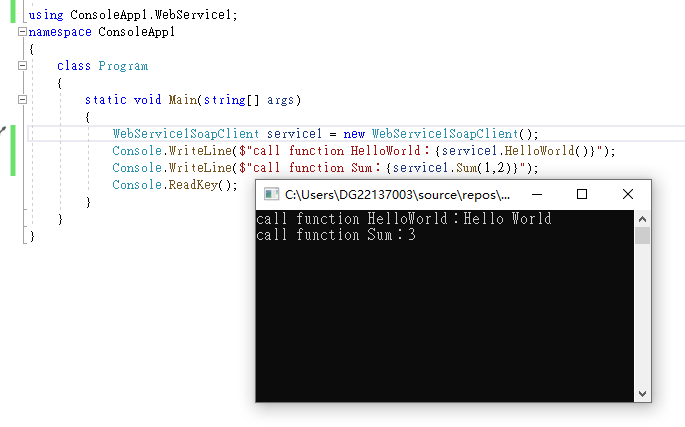 using ConsoleApp1.WebService1;
namespace ConsoleApp1
{
class Program
{
static void Main(string[] args)
{
WebService1SoapClient service1 = new WebService1SoapClient();
Console.WriteLine($"call function HelloWorld：{service1.HelloWorld()}");
Console.WriteLine($"call function Sum：{service1.Sum(1,2)}");
Console.ReadKey();
}
}
}
C:\Users\DG22137003\source\repos\...
call function HelloWorld：Hello World
call function Sum：3